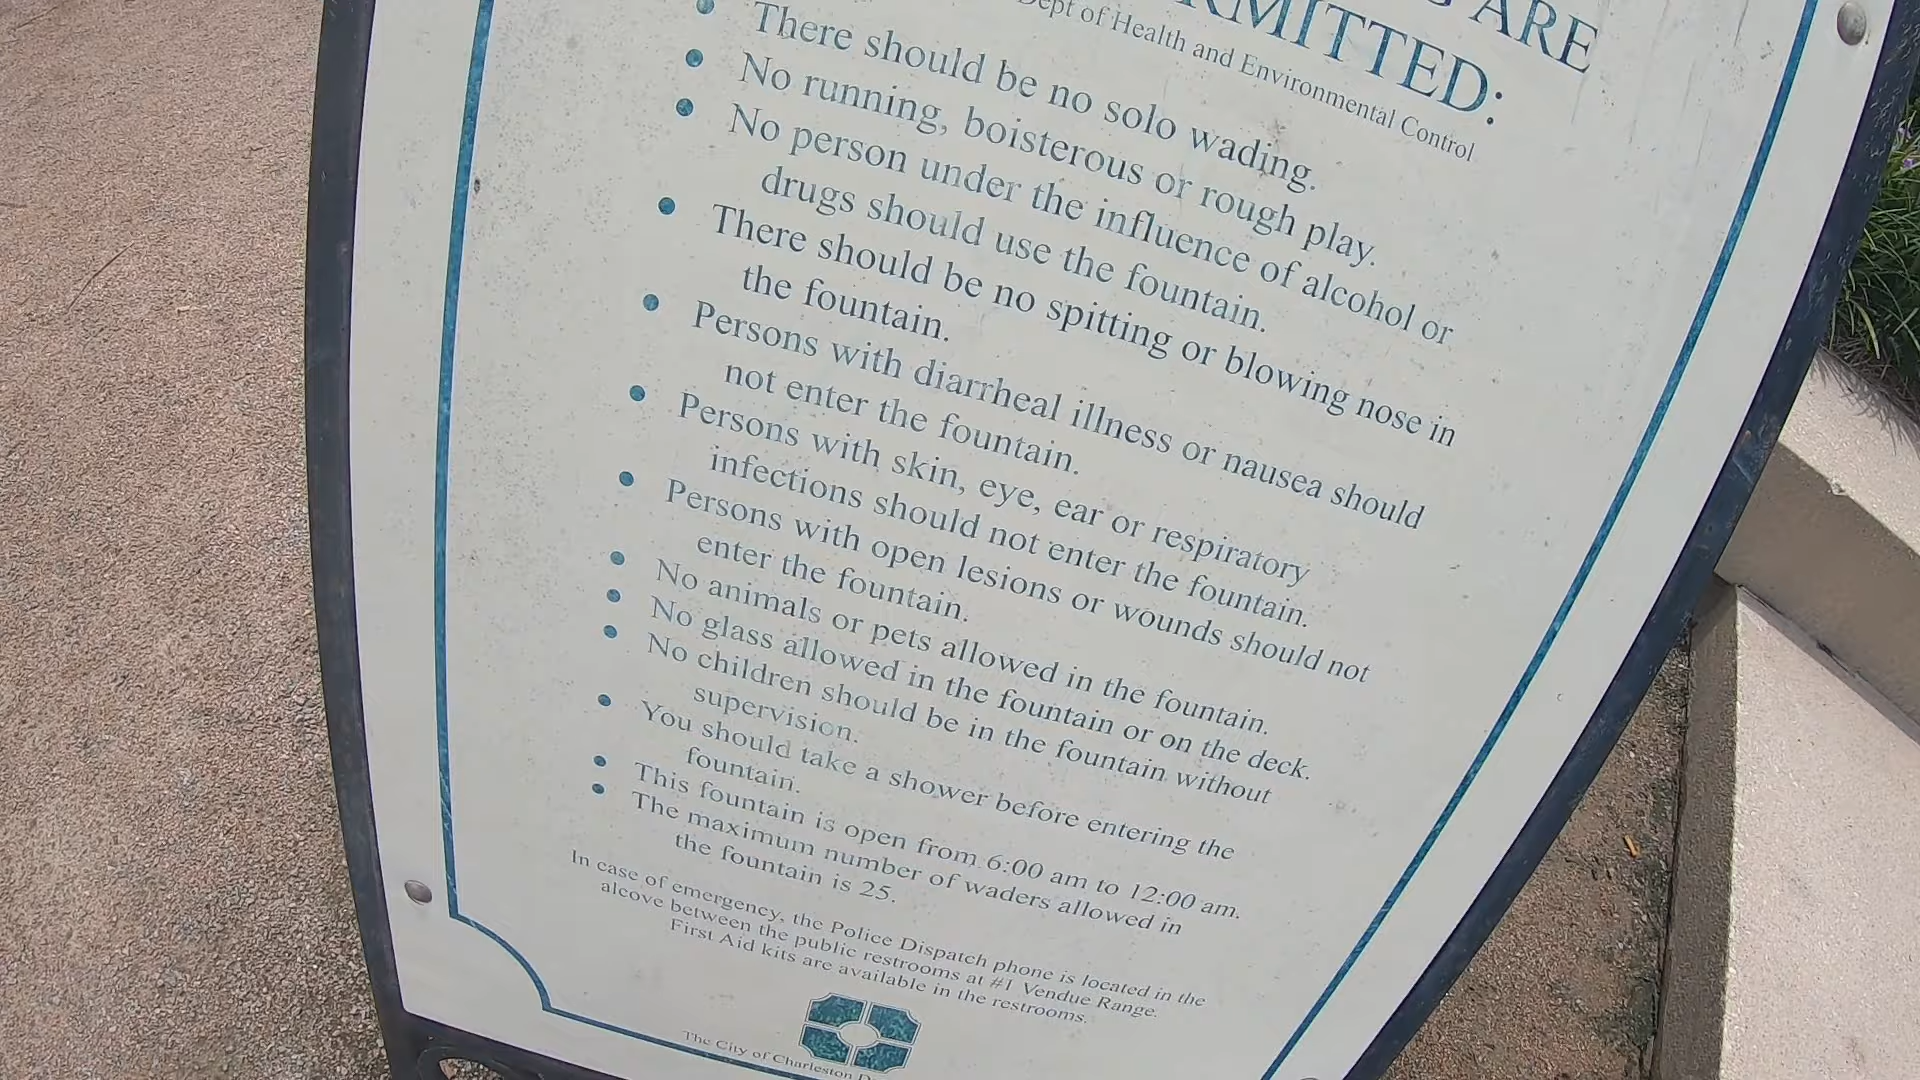 ARE
RMITTED:
Dept of Health and Environmental Control
• There should be no solo wading.
• No running, boisterous or rough play.
• No person under the influence of alcohol or
drugs should use the fountain.
• There should be no spitting or blowing nose in
the fountain.
• Persons with diarrheal illness or nausea should
not enter the fountain.
• Persons with skin, eye, ear or respiratory
infections should not enter the fountain.
• Persons with open lesions or wounds should not
enter the fountain.
• No animals or pets allowed in the fountain.
• No glass allowed in the fountain or on the deck.
• No children should be in the fountain without
supervision.
• You should take a shower before entering the
fountain.
• This fountain is open from 6:00 am to 12:00 am.
• The maximum number of waders allowed in
the fountain is 25.
In case of emergency, the Police Dispatch phone is located in the
alcove between the public restrooms at #1 Vendue Range.
First Aid kits are available in the restrooms.
The City of Charleston